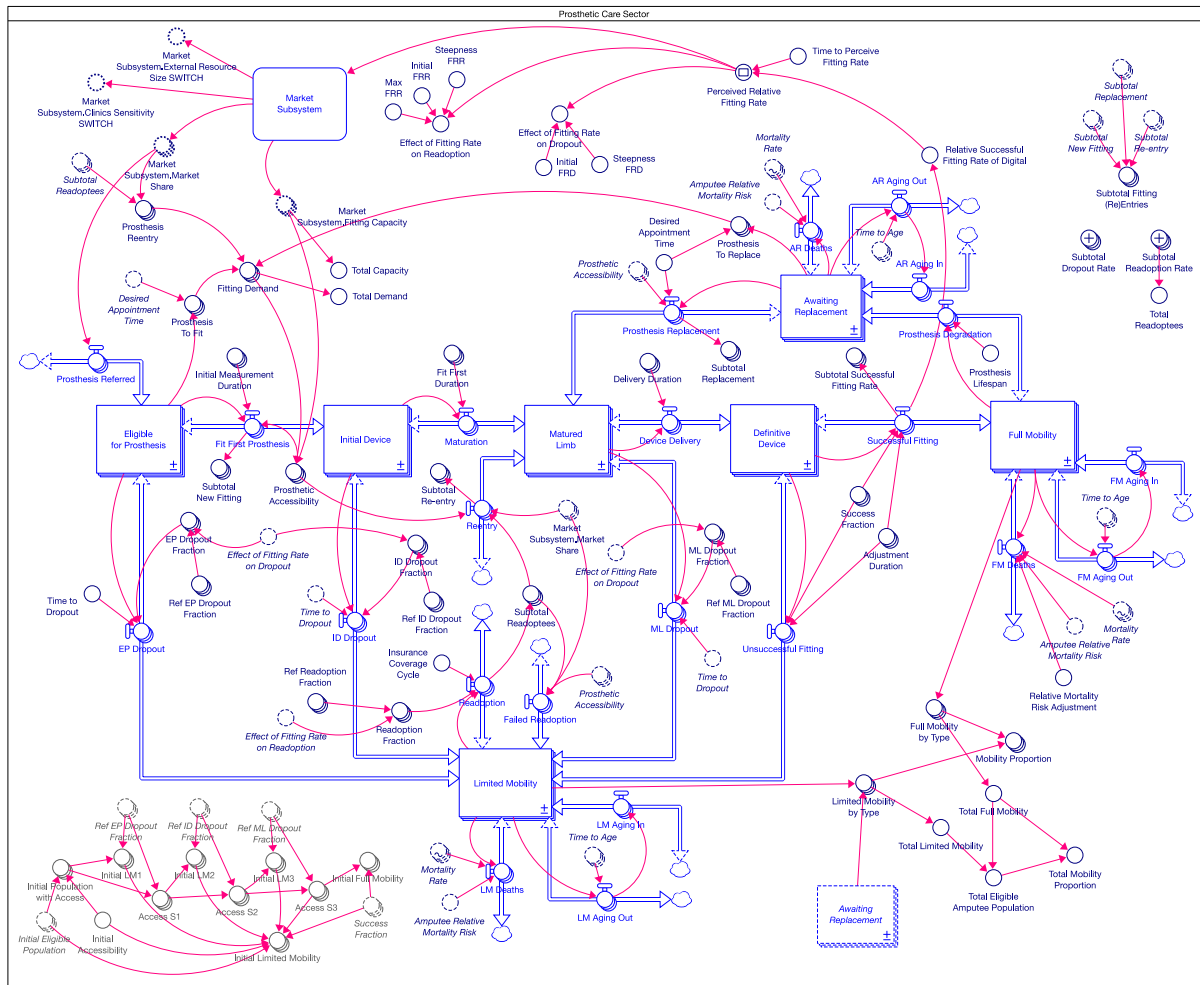 Prosthetic Care Sector
Market
Subsystem.External Resource
Size SWITCH
Market
Subsystem.Clinics Sensitivity
SWITCH
Market
Subsystem
Steepness
FRR
Initial
FRR
Max
FRR
Effect of Fitting Rate
on Readoption
Time to Perceive
Fitting Rate
Perceived Relative
Fitting Rate
Effect of Fitting Rate
on Dropout
Initial
FRD
Steepness
FRD
Mortality
Rate
Amputee Relative
Mortality Risk
AR Deaths
AR Aging Out
Time to Age
AR Aging In
Relative Successful
Fitting Rate of Digital
Subtotal
Replacement
Subtotal
New Fitting
Subtotal
Re-entry
Subtotal Fitting
(Re)Entries
Subtotal
Dropout Rate
Subtotal
Readoption Rate
Total
Readoptees
Subtotal
Readoptees
Market
Subsystem.Market
Share
Prosthesis
Reentry
Market
Subsystem.Fitting Capacity
Total Capacity
Total Demand
Fitting Demand
Desired
Appointment
Time
Prosthesis
To Fit
Desired
Appointment
Time
Prosthesis
To Replace
Prosthetic
Accessibility
Prosthesis Replacement
Subtotal
Replacement
Awaiting
Replacement
Prosthesis Degradation
Prosthesis
Lifespan
Prosthesis Referred
Initial Measurement
Duration
Fit First
Duration
Delivery Duration
Subtotal Successful
Fitting Rate
Eligible
for Prosthesis
Fit First Prosthesis
Initial Device
Maturation
Matured
Limb
Device Delivery
Definitive
Device
Successful Fitting
Full Mobility
Subtotal
New Fitting
Prosthetic
Accessibility
Subtotal
Re-entry
Reentry
Market
Subsystem.Market
Share
Success
Fraction
Adjustment
Duration
FM Aging In
Time to Age
FM Deaths
FM Aging Out
EP Dropout
Fraction
Effect of Fitting Rate
on Dropout
ID Dropout
Fraction
Effect of Fitting Rate
on Dropout
ML Dropout
Fraction
Time to
Dropout
Ref EP Dropout
Fraction
EP Dropout
Time to
Dropout
ID Dropout
Ref ID Dropout
Fraction
Subtotal
Readoptees
ML Dropout
Ref ML Dropout
Fraction
Time to
Dropout
Unsuccessful Fitting
Amputee Relative
Mortality Risk
Mortality
Rate
Relative Mortality
Risk Adjustment
Ref Readoption
Fraction
Insurance
Coverage
Cycle
Readoption
Failed Readoption
Prosthetic
Accessibility
Effect of Fitting Rate
on Readoption
Readoption
Fraction
Full Mobility
by Type
Mobility Proportion
Limited Mobility
Limited Mobility
by Type
Total Full Mobility
Total Limited Mobility
Total Mobility
Proportion
Total Eligible
Amputee Population
Awaiting
Replacement
LM Aging In
Time to Age
LM Aging Out
LM Deaths
Mortality
Rate
Amputee Relative
Mortality Risk
Ref EP Dropout
Fraction
Ref ID Dropout
Fraction
Ref ML Dropout
Fraction
Initial Population
with Access
Initial LM1
Initial LM2
Initial LM3
Initial Full Mobility
Access S1
Access S2
Access S3
Initial Eligible
Population
Initial
Accessibility
Success
Fraction
Initial Limited Mobility